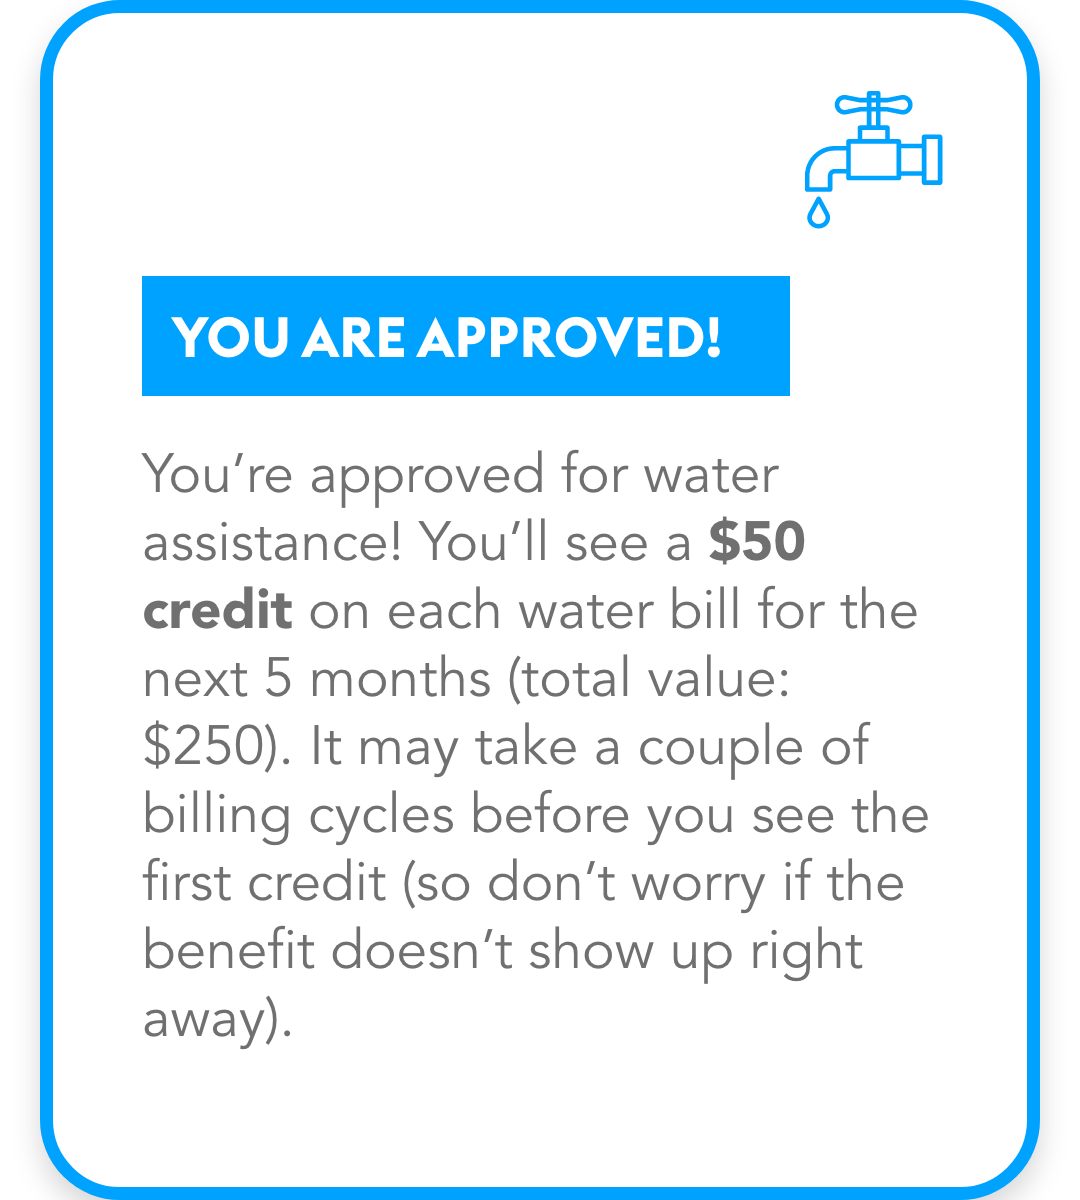 YOU ARE APPROVED!
You’re approved for water
assistance! You’ll see a $50
credit on each water bill for the
next 5 months (total value:
$250). It may take a couple of
billing cycles before you see the
first credit (so don’t worry if the
benefit doesn’t show up right
away).